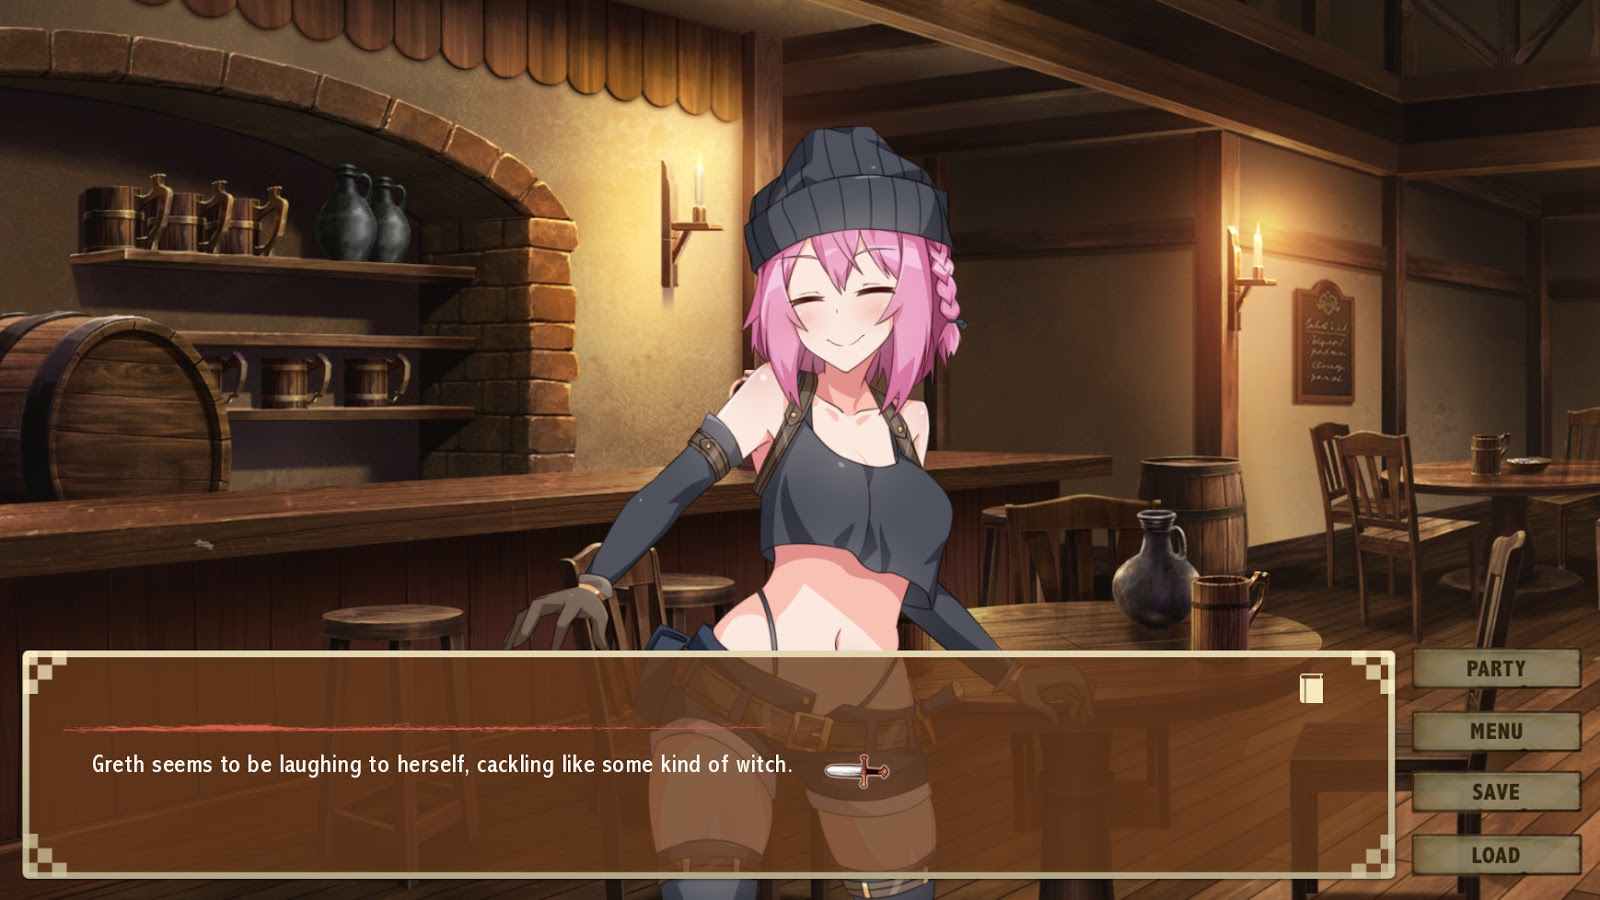 Greth seems to be laughing to herself, cackling like some kind of witch.
PARTY
MENU
SAVE
LOAD